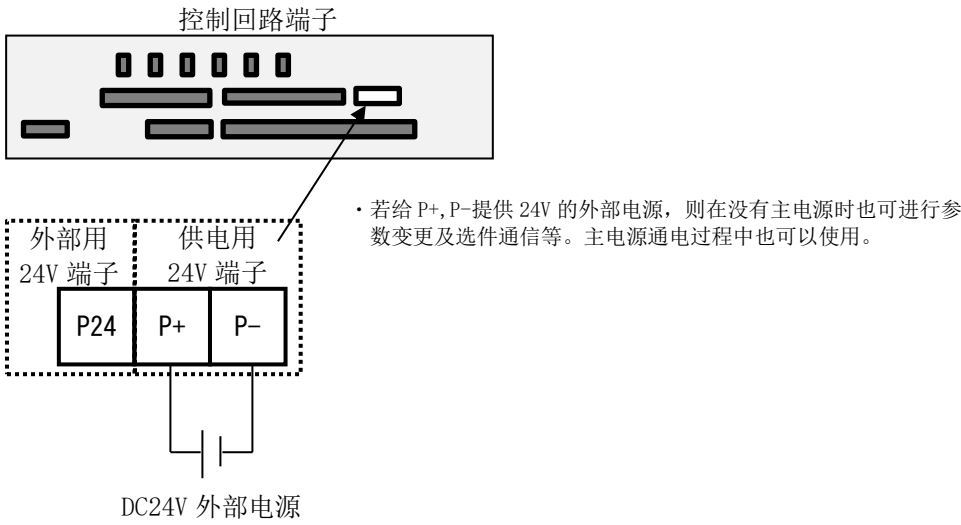 控制回路端子
・若给 P+,P-提供 24V 的外部电源，则在没有主电源时也可进行参
数变更及选件通信等。主电源通电过程中也可以使用。
外部用
24V 端子
供电用
24V 端子
P24
P+
P-
DC24V 外部电源